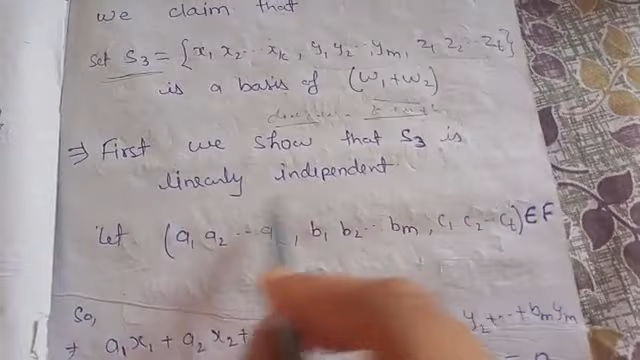 we claim that
Set S₃ = {x₁ x₂ ... xₖ, y₁ y₂ ... yₘ, z₁ z₂ ... zₜ}
is a basis of (W₁+W₂)
⇒ First we show that S₃ is
linearly independent
let (a₁ a₂ ... a , b₁ b₂ ... bₘ, c₁ c₂ ... cₜ) ∈ F
So,
⇒ a₁x₁ + a₂x₂ + y₂ + ... + bₘyₘ